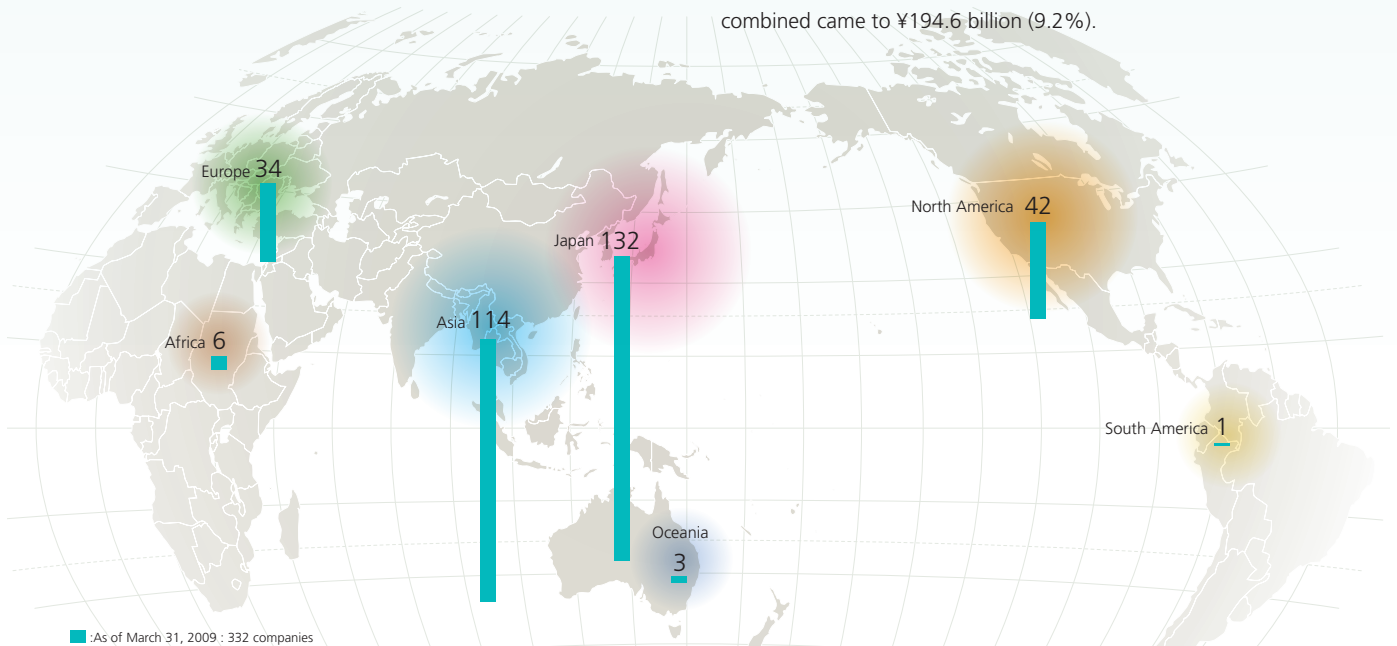 combined came to ¥194.6 billion (9.2%).
Europe 34
North America 42
Japan 132
Asia 114
Africa 6
South America 1
Oceania
3
:As of March 31, 2009 : 332 companies